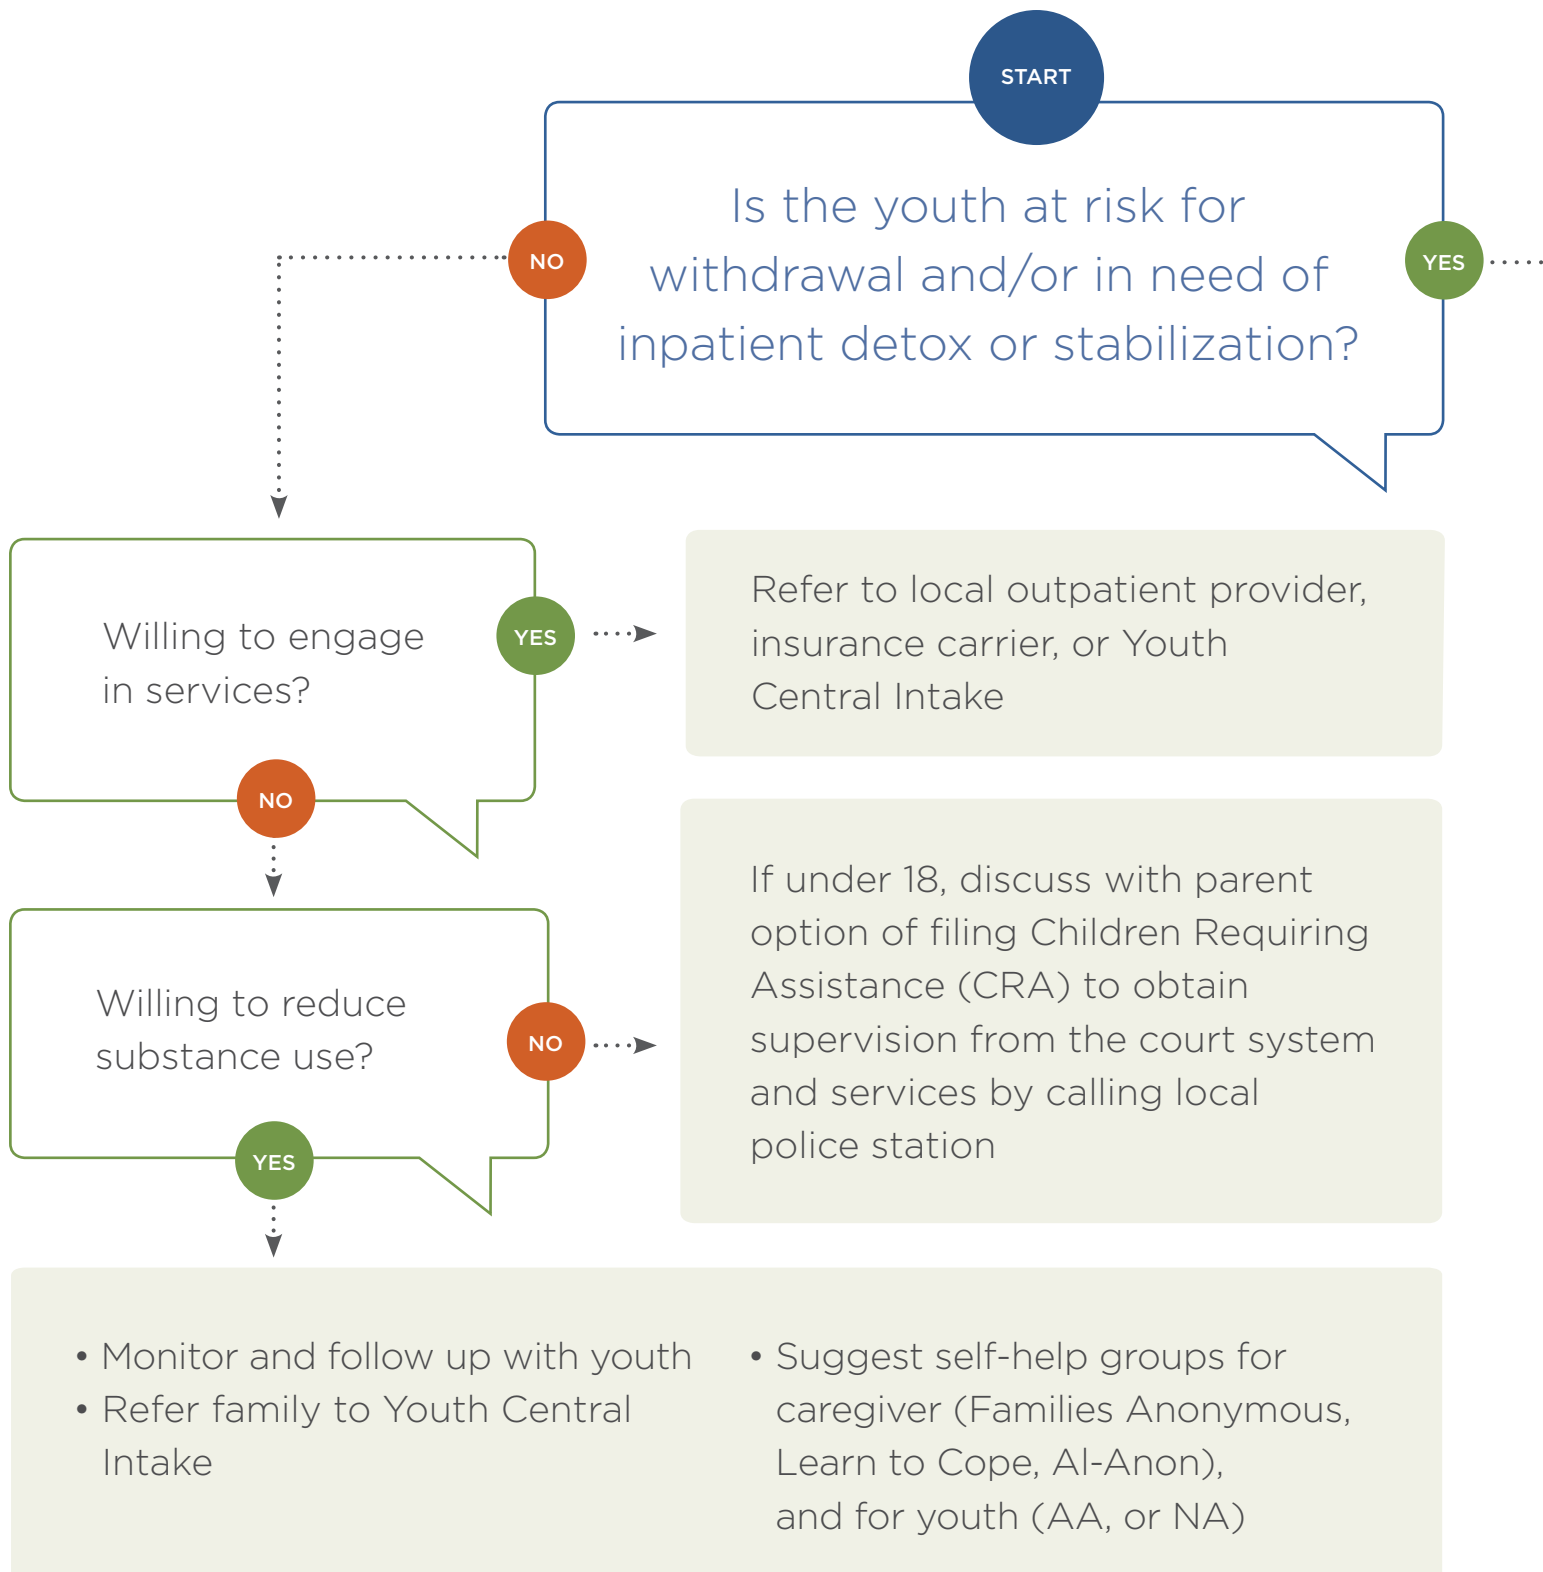 START
Is the youth at risk for
withdrawal and/or in need of
inpatient detox or stabilization?
NO
YES
Willing to engage
in services?
YES
NO
Refer to local outpatient provider,
insurance carrier, or Youth
Central Intake
Willing to reduce
substance use?
NO
YES
If under 18, discuss with parent
option of filing Children Requiring
Assistance (CRA) to obtain
supervision from the court system
and services by calling local
police station
• Monitor and follow up with youth
• Refer family to Youth Central
Intake
• Suggest self-help groups for
caregiver (Families Anonymous,
Learn to Cope, Al-Anon),
and for youth (AA, or NA)